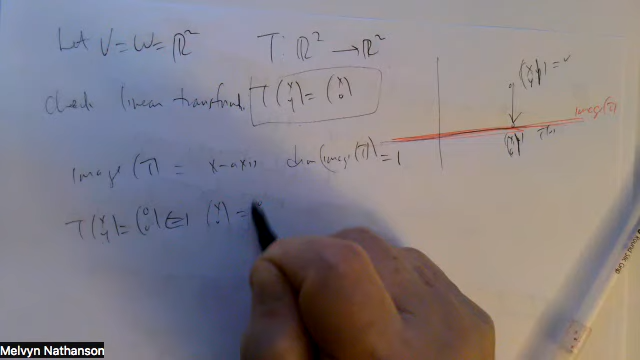 Let V = W = ℝ² T: ℝ² → ℝ²
check linear transform. T(x y) = (x 0)
(x y) = v
image(T)
(x 0) T(v)
image(T) = x-axis dim(image(T)) = 1
T(x y) = (0 0) ⇔ (x 0) =
Melvyn Nathanson